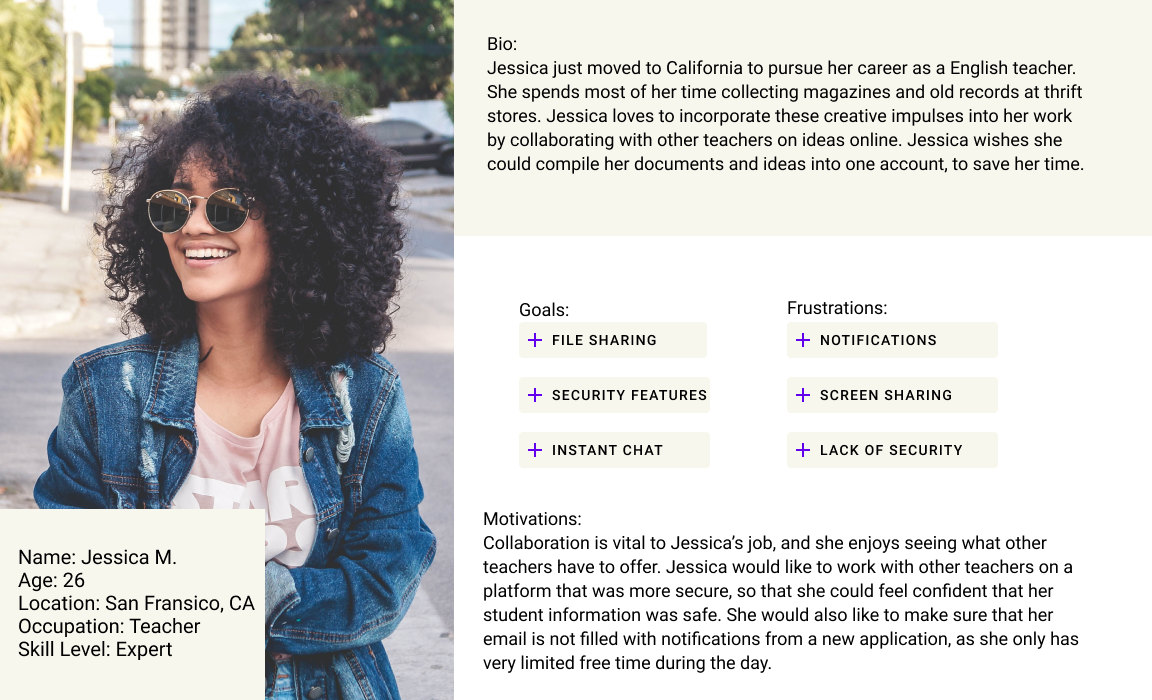 Bio:
Jessica just moved to California to pursue her career as a English teacher.
She spends most of her time collecting magazines and old records at thrift
stores. Jessica loves to incorporate these creative impulses into her work
by collaborating with other teachers on ideas online. Jessica wishes she
could compile her documents and ideas into one account, to save her time.
Goals:
FILE SHARING
SECURITY FEATURES
INSTANT CHAT
Frustrations:
NOTIFICATIONS
SCREEN SHARING
LACK OF SECURITY
Motivations:
Collaboration is vital to Jessica’s job, and she enjoys seeing what other
teachers have to offer. Jessica would like to work with other teachers on a
platform that was more secure, so that she could feel confident that her
student information was safe. She would also like to make sure that her
email is not filled with notifications from a new application, as she only has
very limited free time during the day.
Name: Jessica M.
Age: 26
Location: San Fransico, CA
Occupation: Teacher
Skill Level: Expert